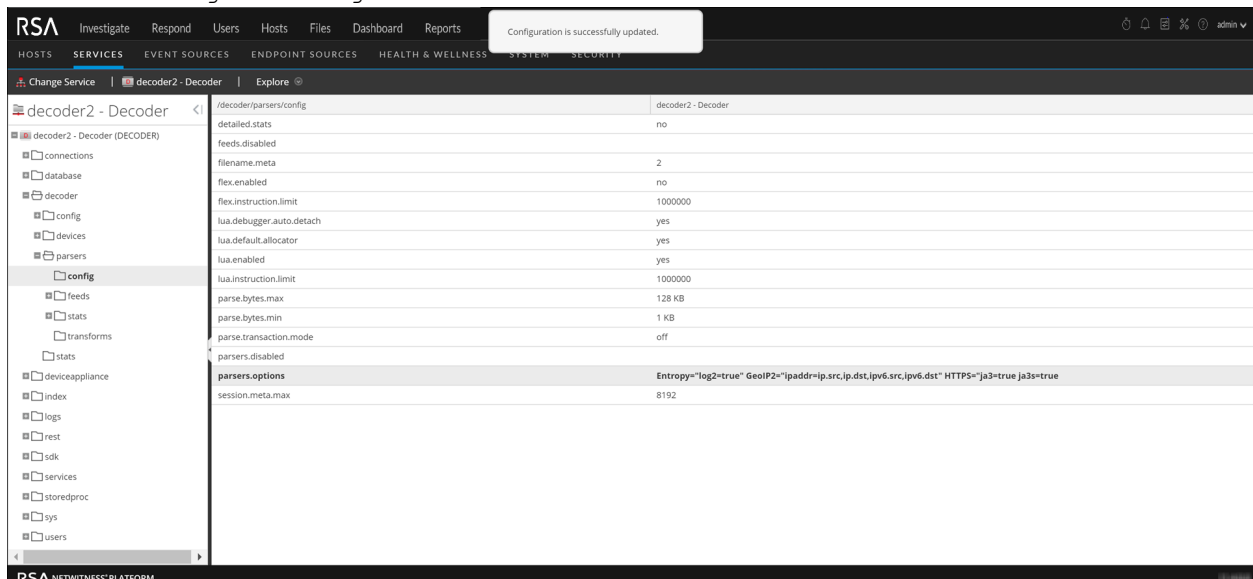 RSA Investigate Respond Users Hosts Files Dashboard Reports admin
Configuration is successfully updated.
HOSTS SERVICES EVENT SOURCES ENDPOINT SOURCES HEALTH & WELLNESS SYSTEM SECURITY
Change Service | decoder2 - Decoder | Explore
decoder2 - Decoder
decoder2 - Decoder (DECODER)
connections
database
decoder
config
devices
parsers
config
feeds
stats
transforms
stats
deviceappliance
index
logs
rest
sdk
services
storedproc
sys
users
/decoder/parsers/config decoder2 - Decoder
detailed.stats no
feeds.disabled
filename.meta 2
flex.enabled no
flex.instruction.limit 1000000
lua.debugger.auto.detach yes
lua.default.allocator yes
lua.enabled yes
lua.instruction.limit 1000000
parse.bytes.max 128 KB
parse.bytes.min 1 KB
parse.transaction.mode off
parsers.disabled
parsers.options Entropy="log2=true" GeoIP2="ipaddr=ip.src,ip.dst,ipv6.src,ipv6.dst" HTTPS="ja3=true ja3s=true
session.meta.max 8192
RSA NETWITNESS® PLATFORM